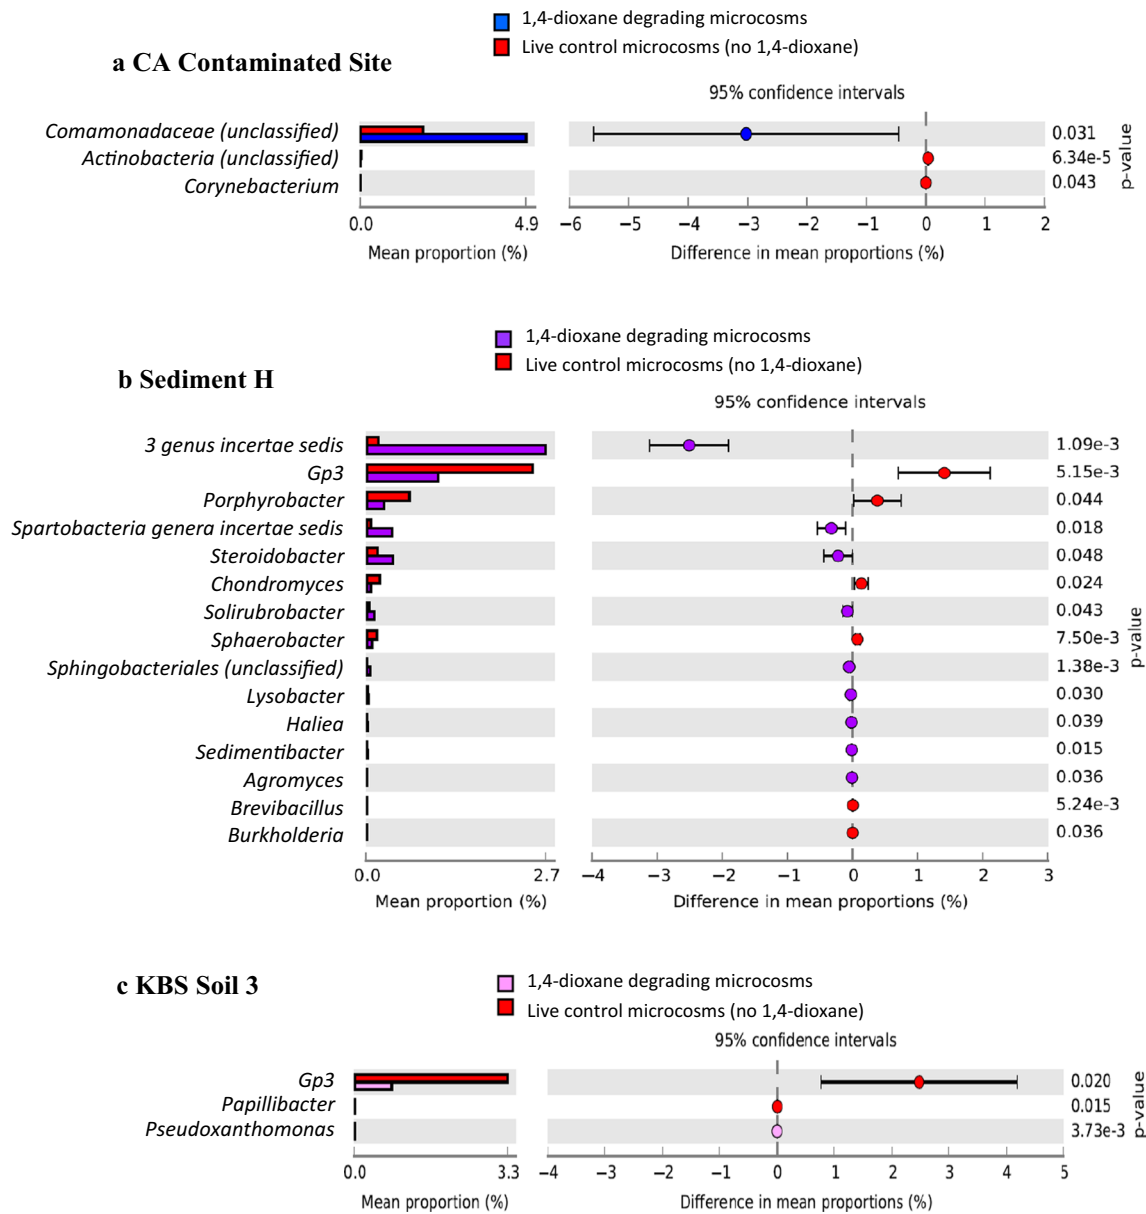 1,4-dioxane degrading microcosms
Live control microcosms (no 1,4-dioxane)
a CA Contaminated Site
95% confidence intervals
Comamonadaceae (unclassified)
0.031
Actinobacteria (unclassified)
6.34e-5
Corynebacterium
0.043
p-value
0.0 4.9
−6 −5 −4 −3 −2 −1 0 1 2
Mean proportion (%)
Difference in mean proportions (%)
1,4-dioxane degrading microcosms
Live control microcosms (no 1,4-dioxane)
b Sediment H
95% confidence intervals
3 genus incertae sedis
1.09e-3
Gp3
5.15e-3
Porphyrobacter
0.044
Spartobacteria genera incertae sedis
0.018
Steroidobacter
0.048
Chondromyces
0.024
Solirubrobacter
0.043
Sphaerobacter
7.50e-3
Sphingobacteriales (unclassified)
1.38e-3
Lysobacter
0.030
Haliea
0.039
Sedimentibacter
0.015
Agromyces
0.036
Brevibacillus
5.24e-3
Burkholderia
0.036
p-value
0.0 2.7
−4 −3 −2 −1 0 1 2 3
Mean proportion (%)
Difference in mean proportions (%)
c KBS Soil 3
1,4-dioxane degrading microcosms
Live control microcosms (no 1,4-dioxane)
95% confidence intervals
Gp3
0.020
Papillibacter
0.015
Pseudoxanthomonas
3.73e-3
p-value
0.0 3.3
−4 −3 −2 −1 0 1 2 3 4 5
Mean proportion (%)
Difference in mean proportions (%)